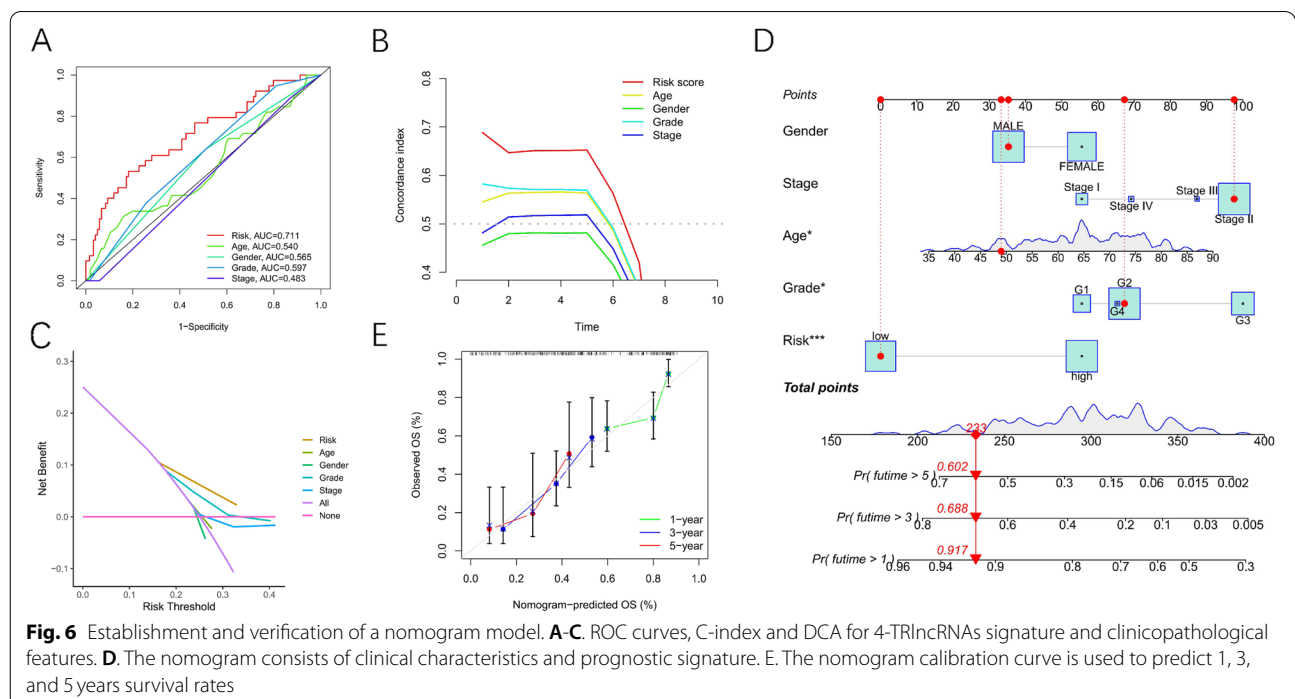 A
1.0
0.8
0.6
0.4
0.2
0.0
Sensitivity
Risk, AUC=0.711
Age, AUC=0.540
Gender, AUC=0.565
Grade, AUC=0.597
Stage, AUC=0.483
0.0 0.2 0.4 0.6 0.8 1.0
1−Specificity
B
0.8
0.7
0.6
0.5
0.4
Concordance index
Risk score
Age
Gender
Grade
Stage
0 2 4 6 8 10
Time
C
0.3
0.2
0.1
0.0
−0.1
Net Benefit
Risk
Age
Gender
Grade
Stage
All
None
0.0 0.1 0.2 0.3 0.4
Risk Threshold
E
1.0
0.8
0.6
0.4
0.2
0.0
Observed OS (%)
1−year
3−year
5−year
0.0 0.2 0.4 0.6 0.8 1.0
Nomogram−predicted OS (%)
D
Points
0 10 20 30 40 50 60 70 80 90 100
Gender
MALE
FEMALE
Stage
Stage I
Stage IV
Stage III
Stage II
Age*
35 40 45 50 55 60 65 70 75 80 85 90
Grade*
G1
G2
G4
G3
Risk***
low
high
Total points
233
150 200 250 300 350 400
0.602
Pr( futime > 5)
0.7 0.5 0.3 0.15 0.06 0.015 0.002
0.688
Pr( futime > 3)
0.8 0.6 0.4 0.2 0.1 0.03 0.005
0.917
Pr( futime > 1)
0.96 0.94 0.9 0.8 0.7 0.6 0.5 0.3
Fig. 6 Establishment and verification of a nomogram model. A-C. ROC curves, C-index and DCA for 4-TRlncRNAs signature and clinicopathological
features. D. The nomogram consists of clinical characteristics and prognostic signature. E. The nomogram calibration curve is used to predict 1, 3,
and 5 years survival rates